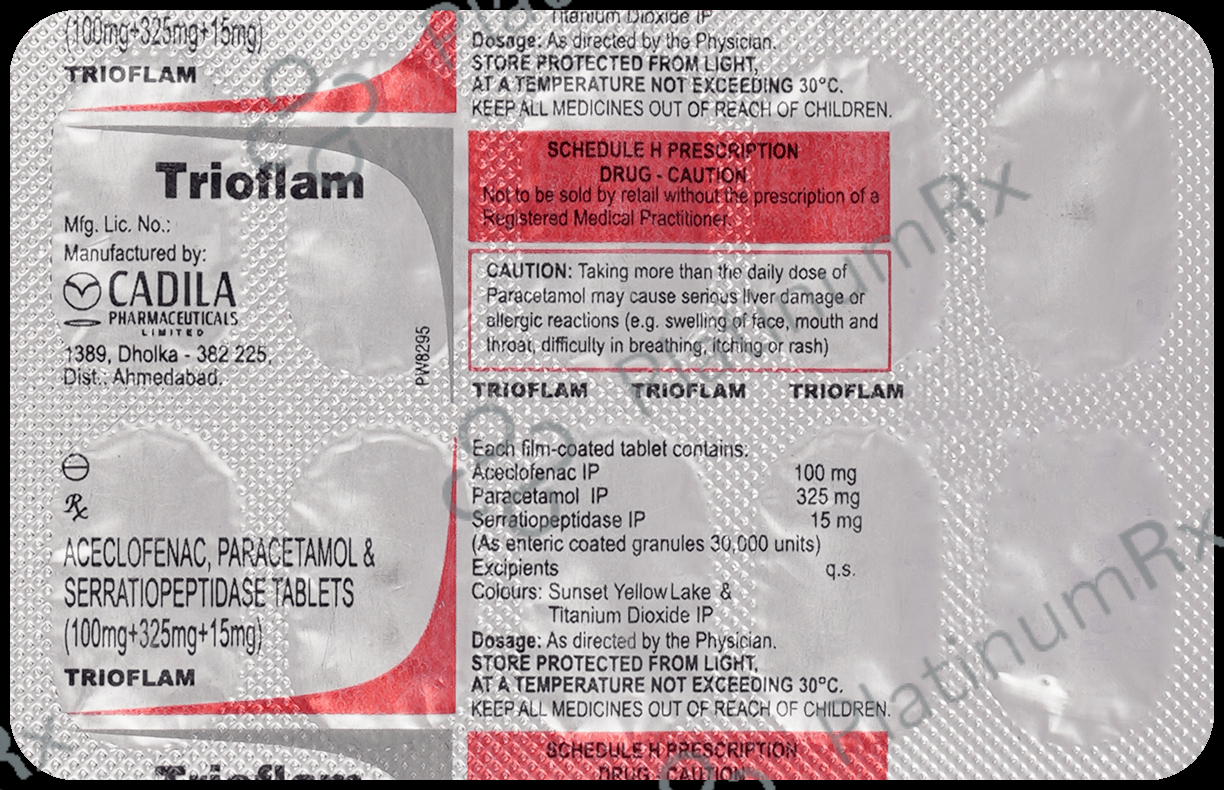 (100mg+325mg+15mg)
TRIOFLAM
Trioflam
Mfg. Lic. No.:
Manufactured by:
CADILA
PHARMACEUTICALS
LIMITED
1389, Dholka - 382 225,
Dist.: Ahmedabad.
PW8295
Rx
ACECLOFENAC, PARACETAMOL &
SERRATIOPEPTIDASE TABLETS
(100mg+325mg+15mg)
TRIOFLAM
Trioflam
Titanium Dioxide IP
Dosage: As directed by the Physician.
STORE PROTECTED FROM LIGHT,
AT A TEMPERATURE NOT EXCEEDING 30°C.
KEEP ALL MEDICINES OUT OF REACH OF CHILDREN.
SCHEDULE H PRESCRIPTION
DRUG - CAUTION
Not to be sold by retail without the prescription of a
Registered Medical Practitioner.
CAUTION: Taking more than the daily dose of
Paracetamol may cause serious liver damage or
allergic reactions (e.g. swelling of face, mouth and
throat, difficulty in breathing, itching or rash)
TRIOFLAM TRIOFLAM TRIOFLAM
Each film-coated tablet contains:
Aceclofenac IP 100 mg
Paracetamol IP 325 mg
Serratiopeptidase IP 15 mg
(As enteric coated granules 30,000 units)
Excipients q.s.
Colours: Sunset Yellow Lake &
Titanium Dioxide IP
Dosage: As directed by the Physician.
STORE PROTECTED FROM LIGHT,
AT A TEMPERATURE NOT EXCEEDING 30°C.
KEEP ALL MEDICINES OUT OF REACH OF CHILDREN.
SCHEDULE H PRESCRIPTION
DRUG - CAUTION
PlatinumRx
PlatinumRx
Rx